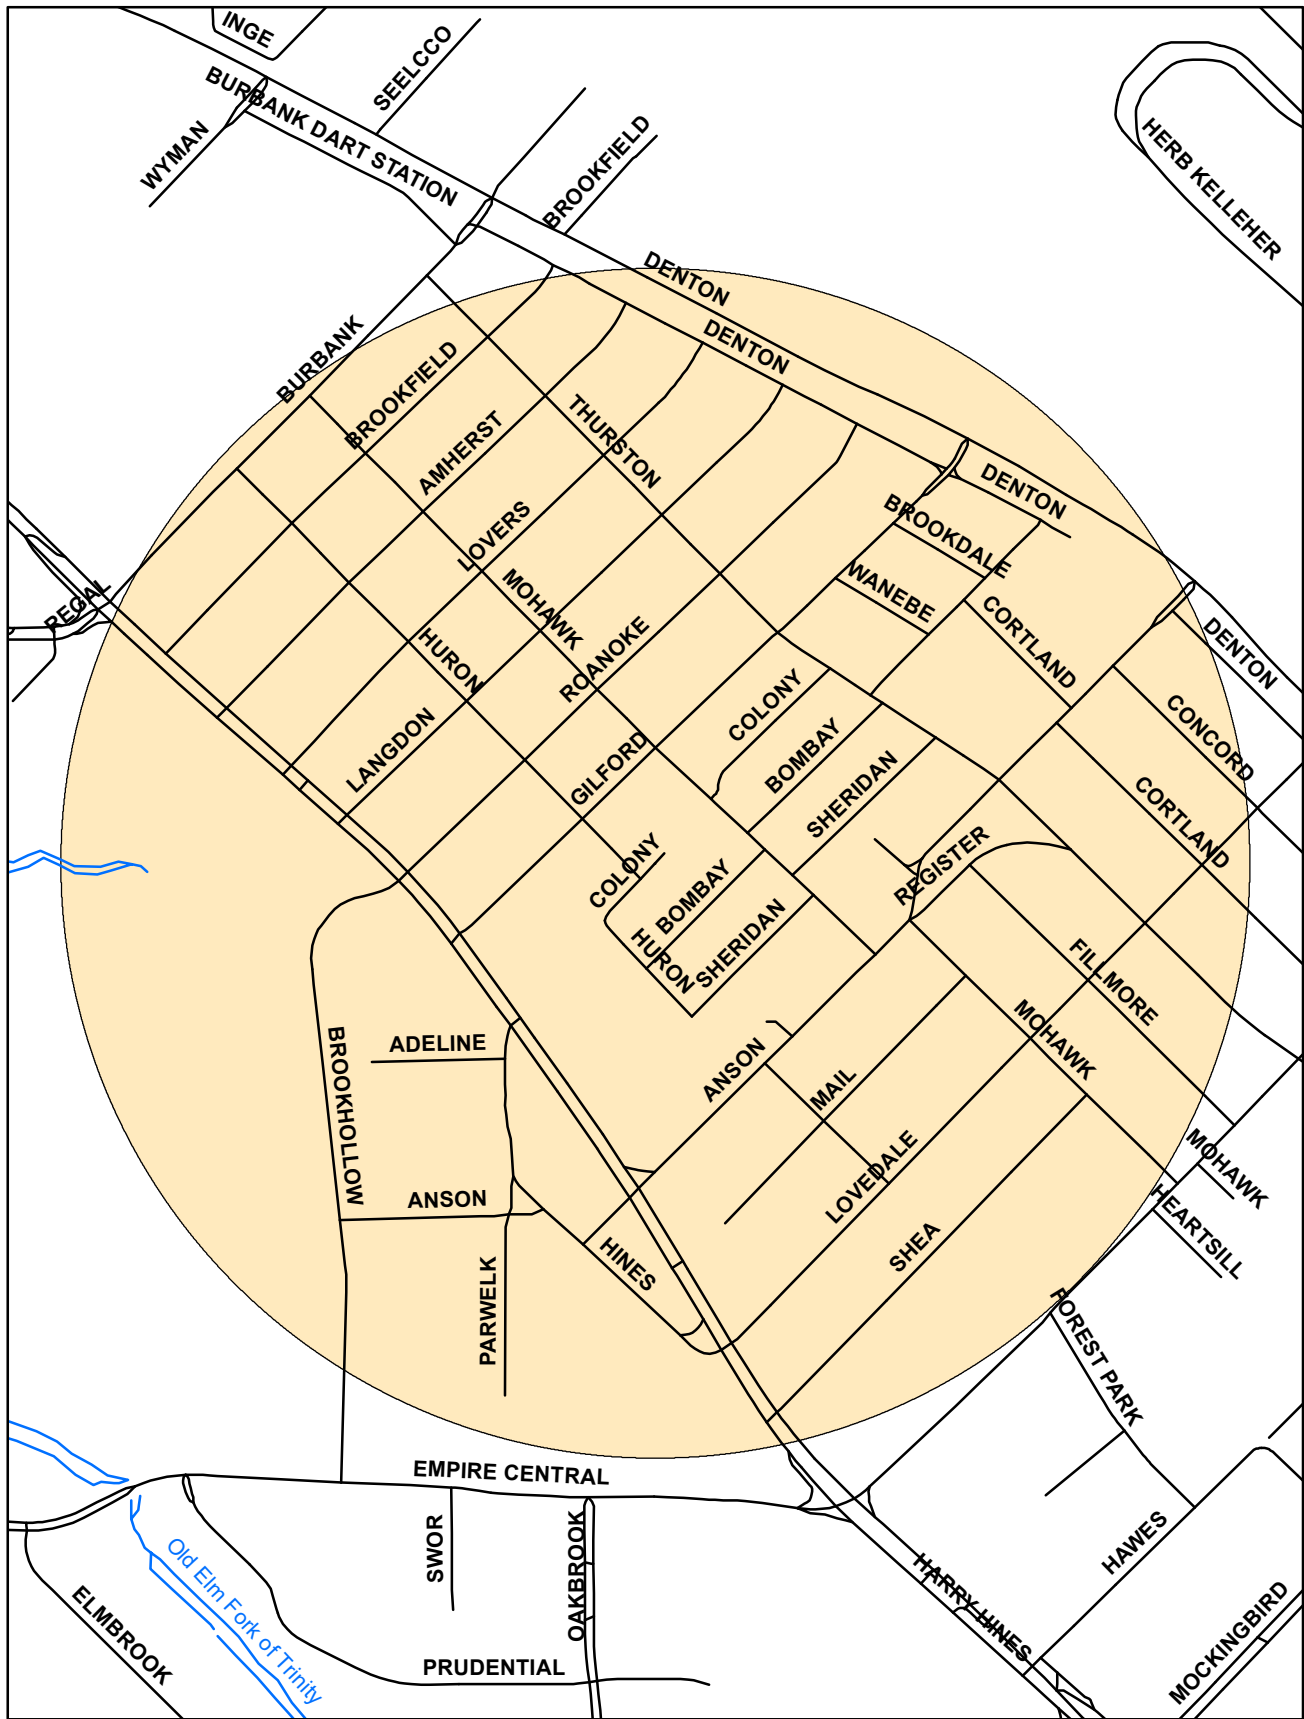 INGE
SEELCCO
BURBANK DART STATION
WYMAN
BROOKFIELD
HERB KELLEHER
DENTON
DENTON
BURBANK
BROOKFIELD
AMHERST
THURSTON
DENTON
LOVERS
BROOKDALE
WANEBE
REGAL
MOHAWK
CORTLAND
HURON
ROANOKE
DENTON
COLONY
CONCORD
LANGDON
GILFORD
BOMBAY
SHERIDAN
CORTLAND
COLONY
BOMBAY
REGISTER
HURON
SHERIDAN
FILLMORE
MOHAWK
ADELINE
BROOKHOLLOW
ANSON
MAIL
LOVEDALE
MOHAWK
HEARTSILL
ANSON
SHEA
HINES
PARWELK
FOREST PARK
EMPIRE CENTRAL
SWOR
OAKBROOK
HAWES
Old Elm Fork of Trinity
ELMBROOK
HARRY HINES
MOCKINGBIRD
PRUDENTIAL